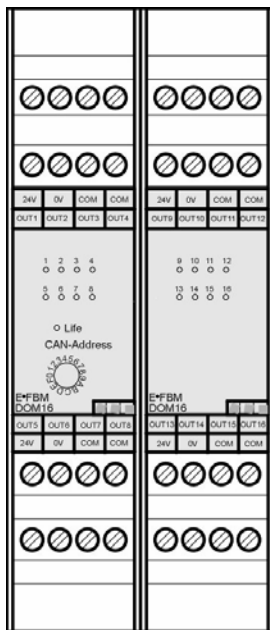 24V 0V COM COM
OUT1 OUT2 OUT3 OUT4
1 2 3 4
5 6 7 8
Life
CAN-Address
0123456789ABCDEF
E•FBM
DOM16
OUT5 OUT6 OUT7 OUT8
24V 0V COM COM
24V 0V COM COM
OUT9 OUT10 OUT11 OUT12
9 10 11 12
13 14 15 16
E•FBM
DOM16
OUT13 OUT14 OUT15 OUT16
24V 0V COM COM